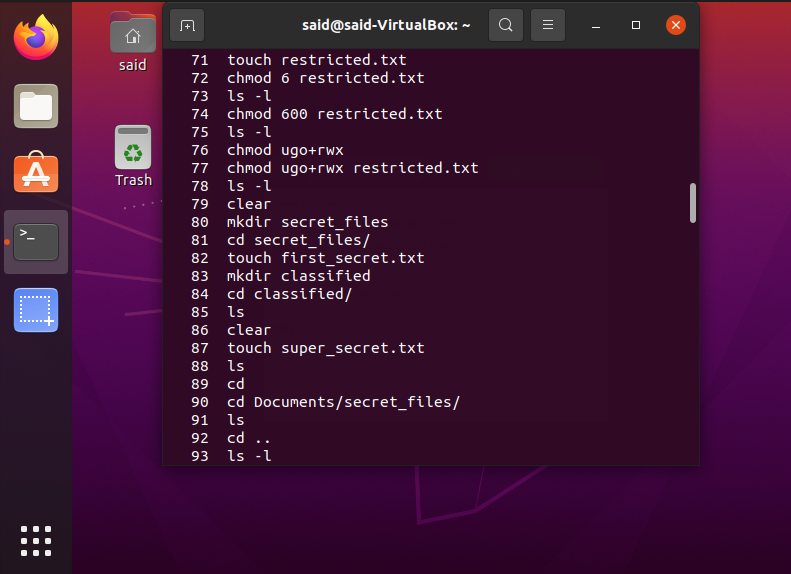 said@said-VirtualBox: ~
said
Trash
71 touch restricted.txt
72 chmod 6 restricted.txt
73 ls -l
74 chmod 600 restricted.txt
75 ls -l
76 chmod ugo+rwx
77 chmod ugo+rwx restricted.txt
78 ls -l
79 clear
80 mkdir secret_files
81 cd secret_files/
82 touch first_secret.txt
83 mkdir classified
84 cd classified/
85 ls
86 clear
87 touch super_secret.txt
88 ls
89 cd
90 cd Documents/secret_files/
91 ls
92 cd ..
93 ls -l